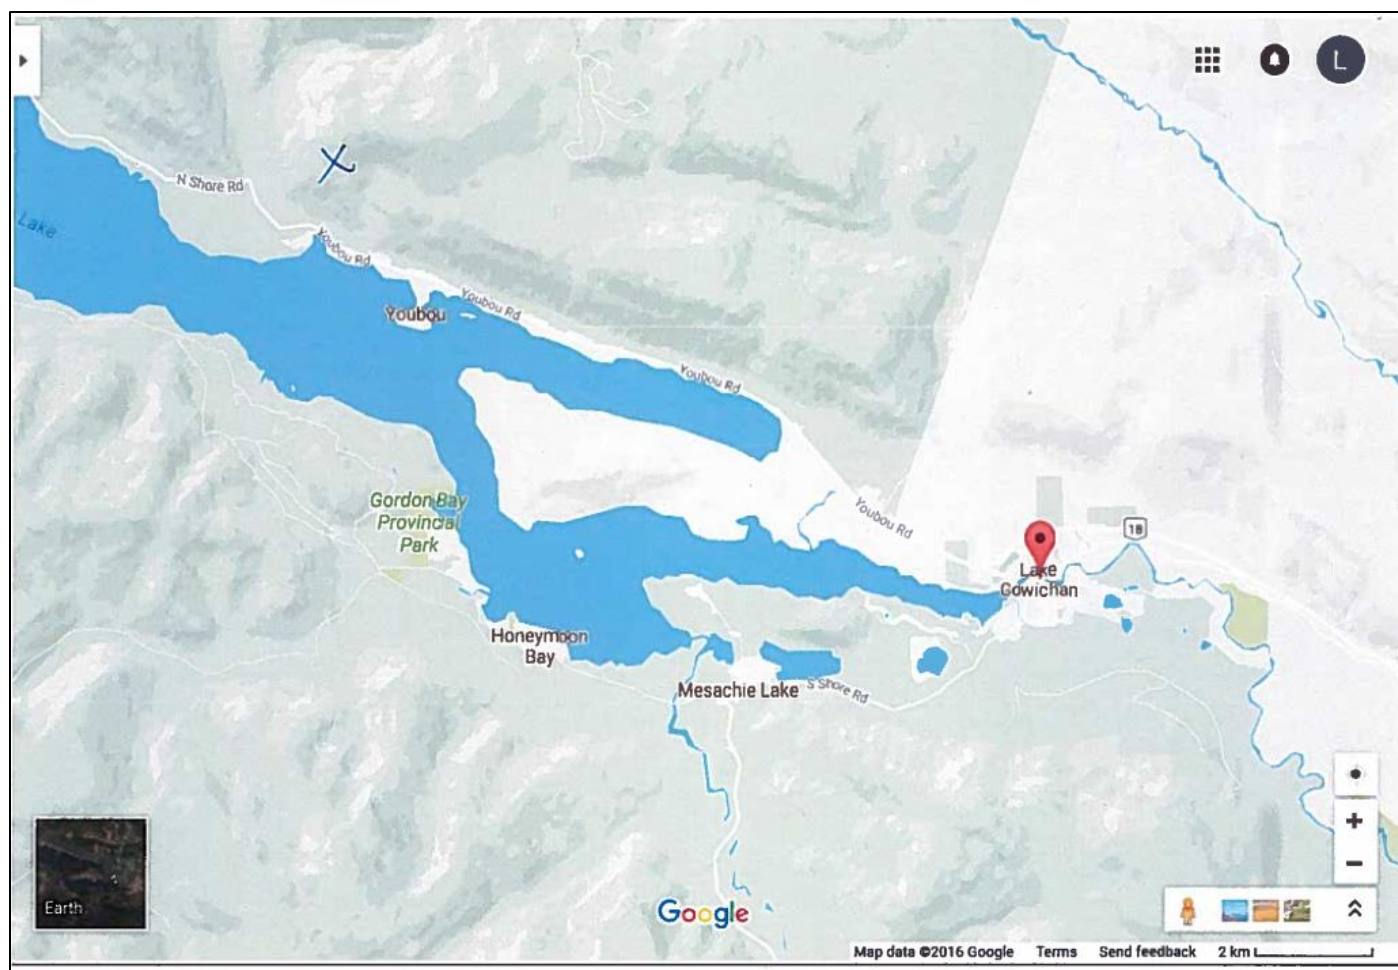 L
N Shore Rd
Lake
Youbou Rd
Youbou
Youbou Rd
Youbou Rd
Gordon Bay
Provincial
Park
Youbou Rd
18
Lake
Cowichan
Honeymoon
Bay
Mesachie Lake
S Shore Rd
Earth
Google
Map data ©2016 Google Terms Send feedback 2 km